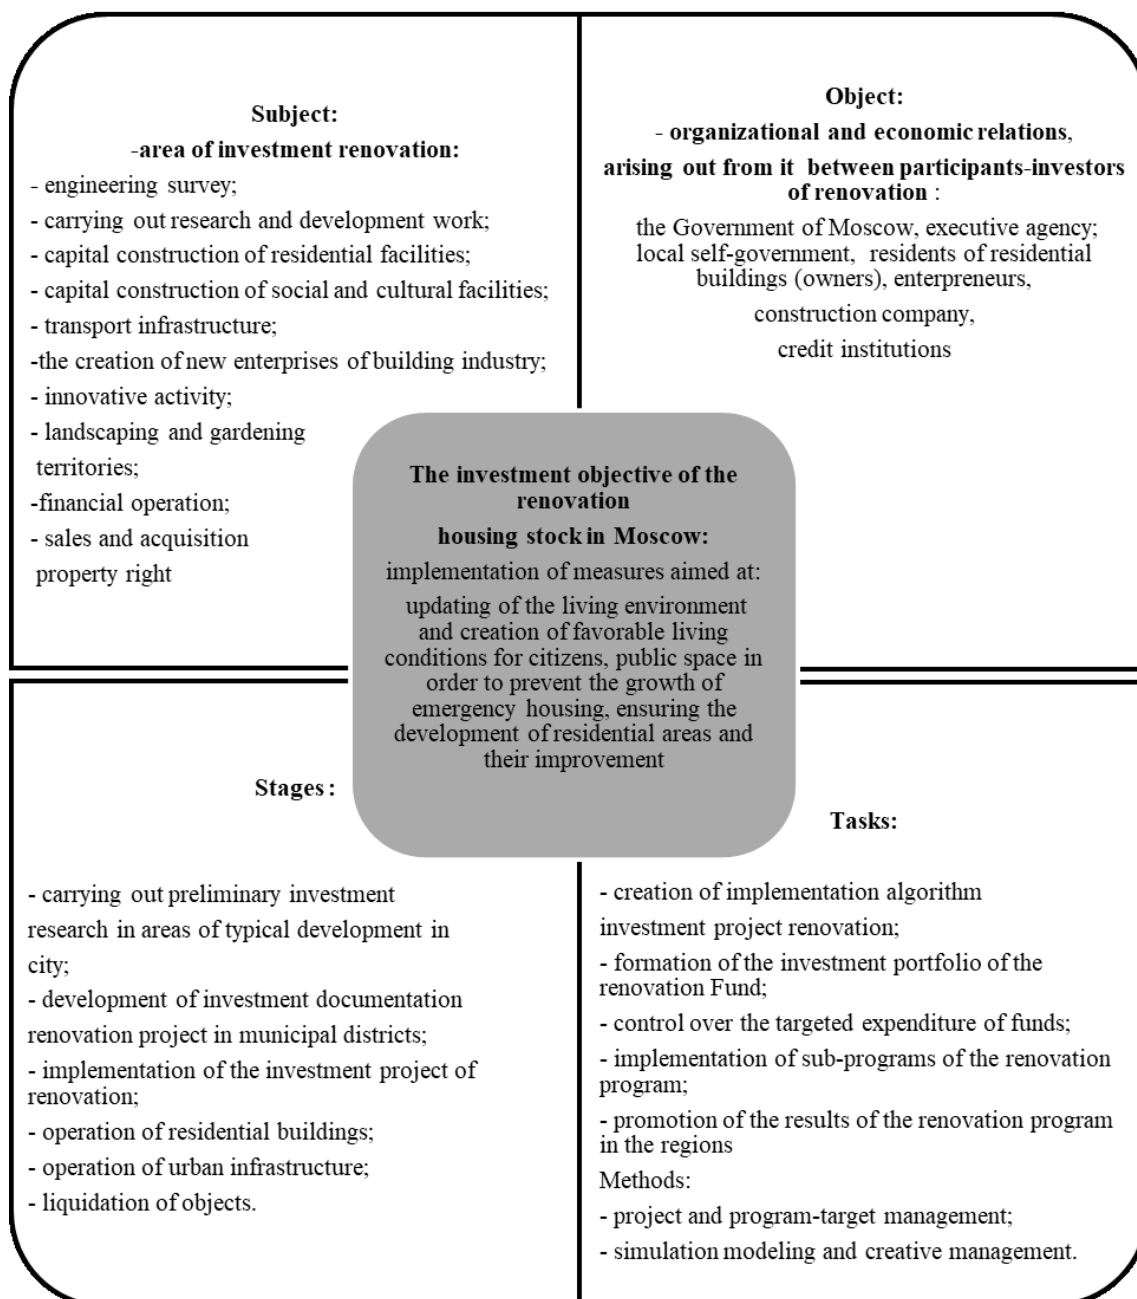 Subject:
-area of investment renovation:
- engineering survey;
- carrying out research and development work;
- capital construction of residential facilities;
- capital construction of social and cultural facilities;
- transport infrastructure;
-the creation of new enterprises of building industry;
- innovative activity;
- landscaping and gardening
territories;
-financial operation;
- sales and acquisition
property right
Object:
- organizational and economic relations,
arising out from it between participants-investors
of renovation :
the Government of Moscow, executive agency;
local self-government, residents of residential
buildings (owners), enterpreneurs,
construction company,
credit institutions
The investment objective of the
renovation
housing stock in Moscow:
implementation of measures aimed at:
updating of the living environment
and creation of favorable living
conditions for citizens, public space in
order to prevent the growth of
emergency housing, ensuring the
development of residential areas and
their improvement
Stages :
- carrying out preliminary investment
research in areas of typical development in
city;
- development of investment documentation
renovation project in municipal districts;
- implementation of the investment project of
renovation;
- operation of residential buildings;
- operation of urban infrastructure;
- liquidation of objects.
Tasks:
- creation of implementation algorithm
investment project renovation;
- formation of the investment portfolio of the
renovation Fund;
- control over the targeted expenditure of funds;
- implementation of sub-programs of the renovation
program;
- promotion of the results of the renovation program
in the regions
Methods:
- project and program-target management;
- simulation modeling and creative management.